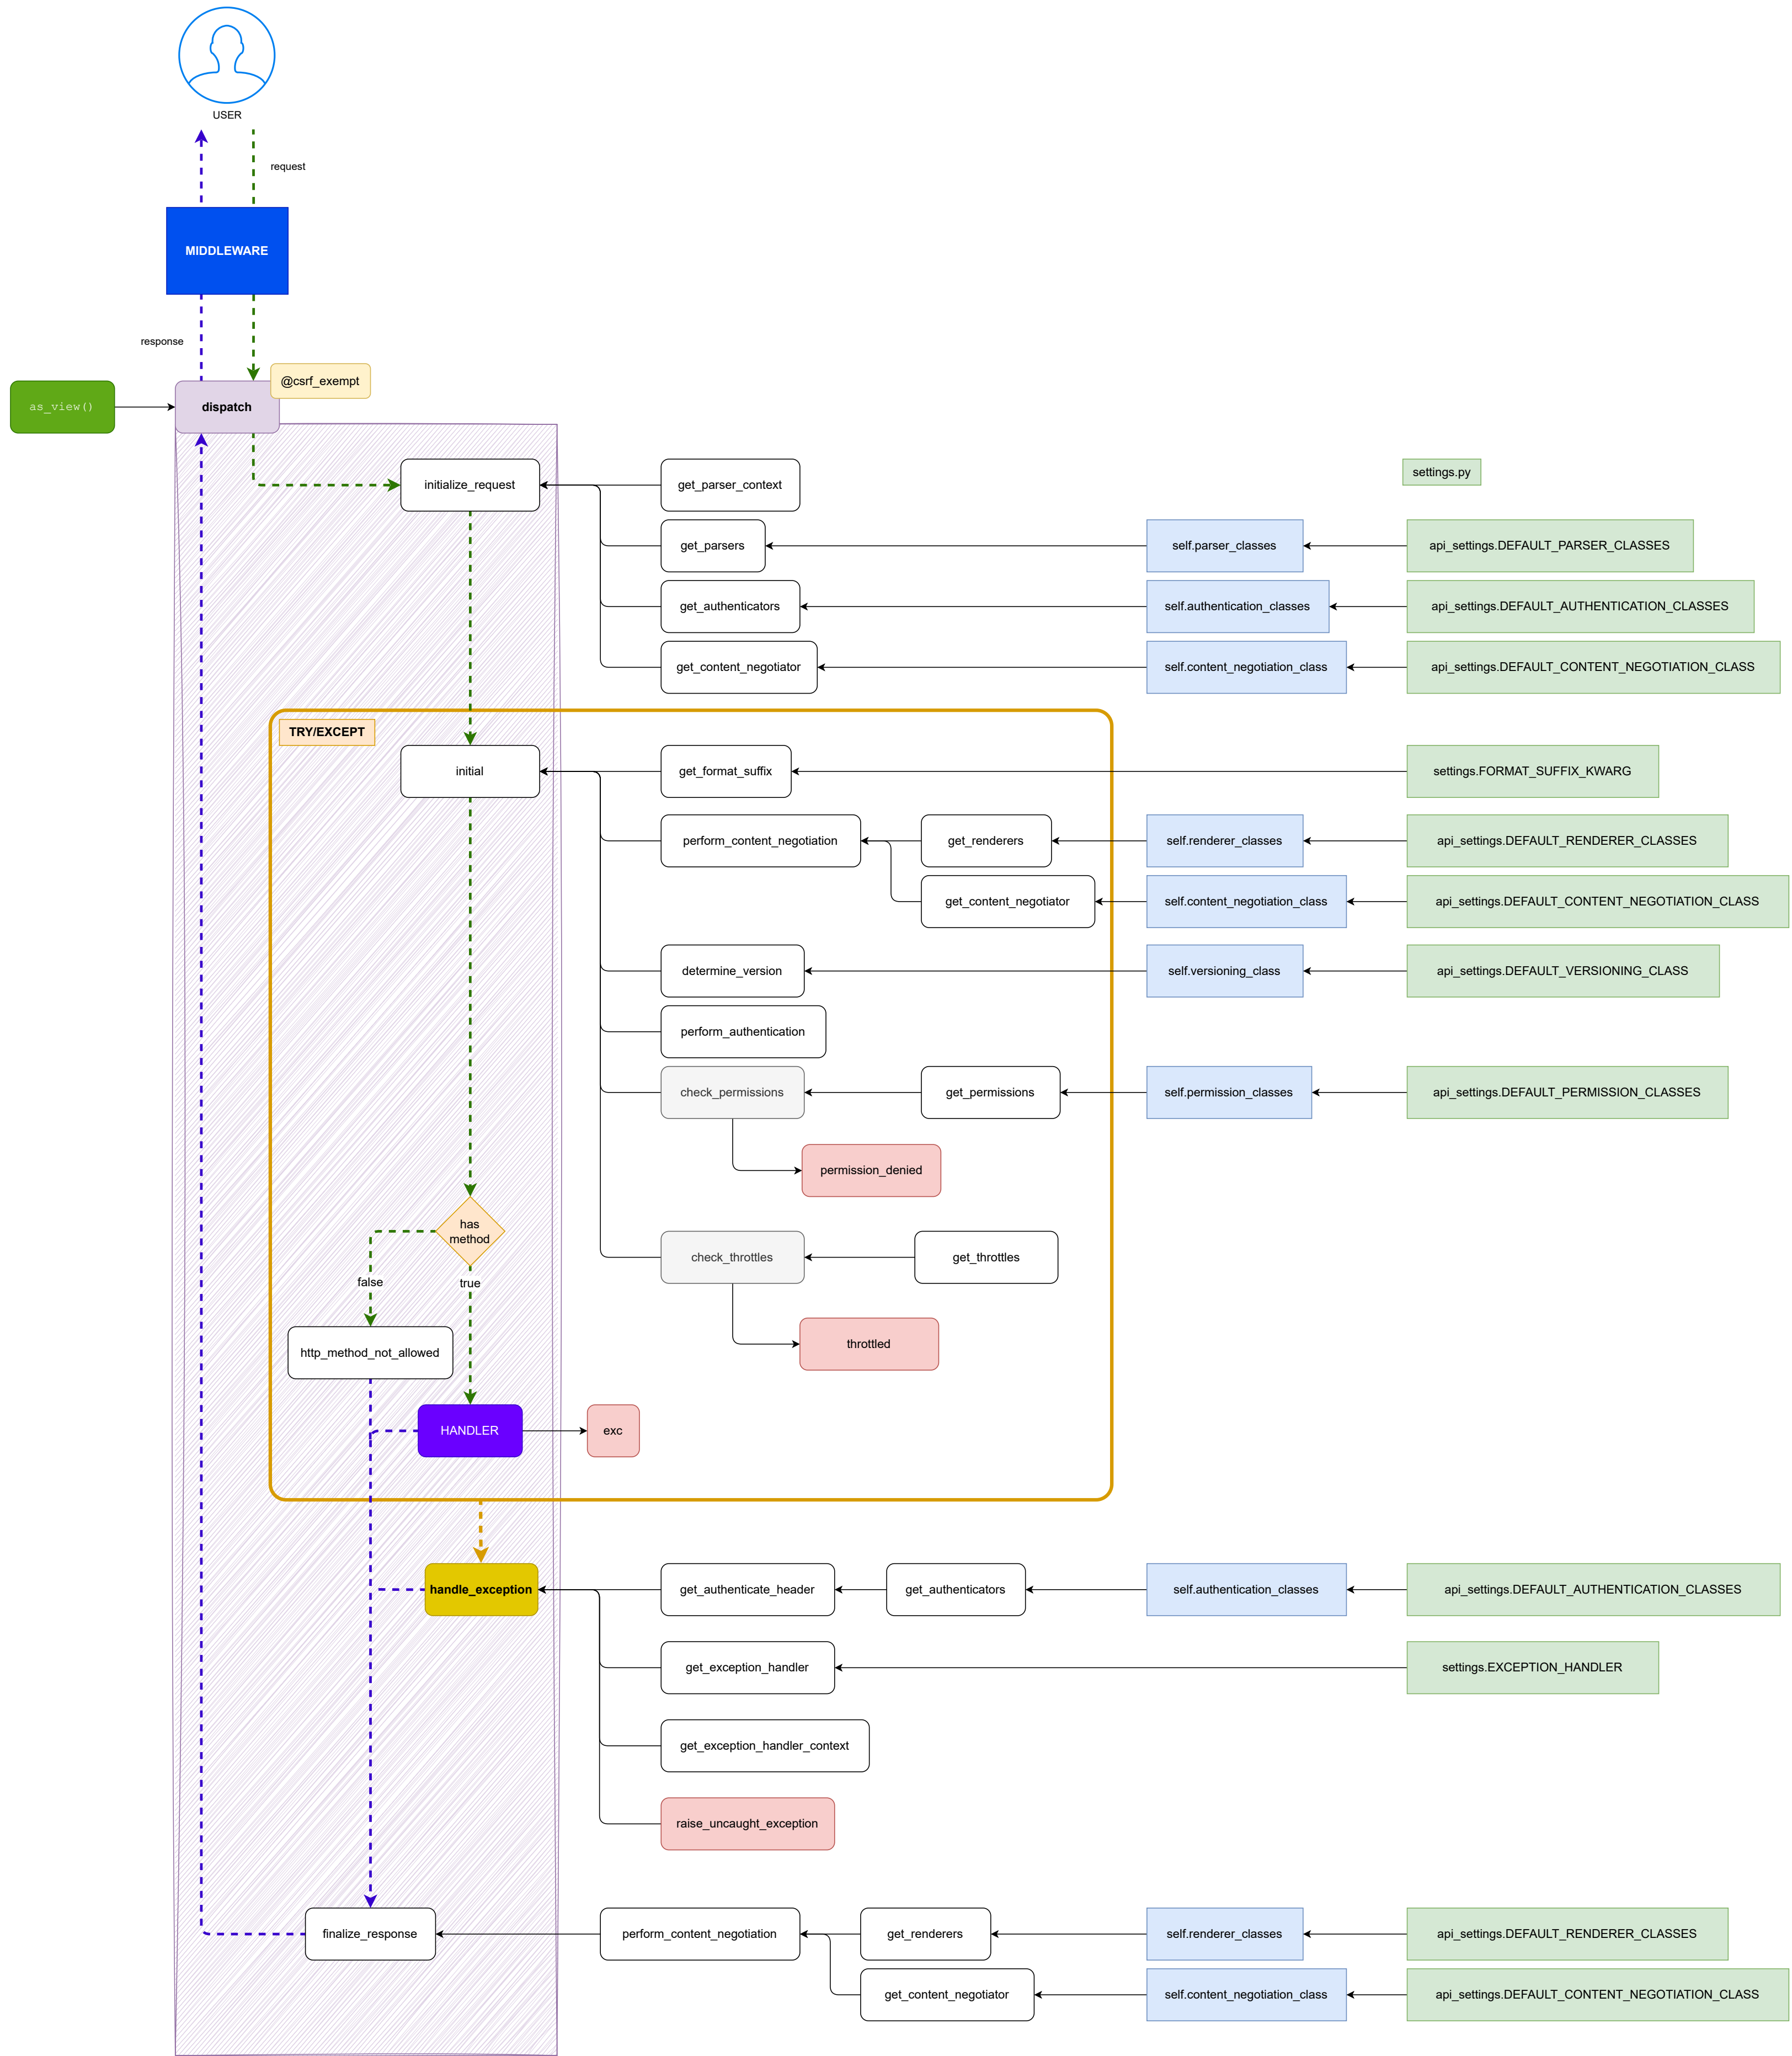 USER
request
MIDDLEWARE
response
@csrf_exempt
as_view()
dispatch
initialize_request
get_parser_context
settings.py
get_parsers
self.parser_classes
api_settings.DEFAULT_PARSER_CLASSES
get_authenticators
self.authentication_classes
api_settings.DEFAULT_AUTHENTICATION_CLASSES
get_content_negotiator
self.content_negotiation_class
api_settings.DEFAULT_CONTENT_NEGOTIATION_CLASS
TRY/EXCEPT
initial
get_format_suffix
settings.FORMAT_SUFFIX_KWARG
perform_content_negotiation
get_renderers
self.renderer_classes
api_settings.DEFAULT_RENDERER_CLASSES
get_content_negotiator
self.content_negotiation_class
api_settings.DEFAULT_CONTENT_NEGOTIATION_CLASS
determine_version
self.versioning_class
api_settings.DEFAULT_VERSIONING_CLASS
perform_authentication
check_permissions
get_permissions
self.permission_classes
api_settings.DEFAULT_PERMISSION_CLASSES
permission_denied
has
method
check_throttles
get_throttles
false
true
throttled
http_method_not_allowed
HANDLER
exc
handle_exception
get_authenticate_header
get_authenticators
self.authentication_classes
api_settings.DEFAULT_AUTHENTICATION_CLASSES
get_exception_handler
settings.EXCEPTION_HANDLER
get_exception_handler_context
raise_uncaught_exception
finalize_response
perform_content_negotiation
get_renderers
self.renderer_classes
api_settings.DEFAULT_RENDERER_CLASSES
get_content_negotiator
self.content_negotiation_class
api_settings.DEFAULT_CONTENT_NEGOTIATION_CLASS